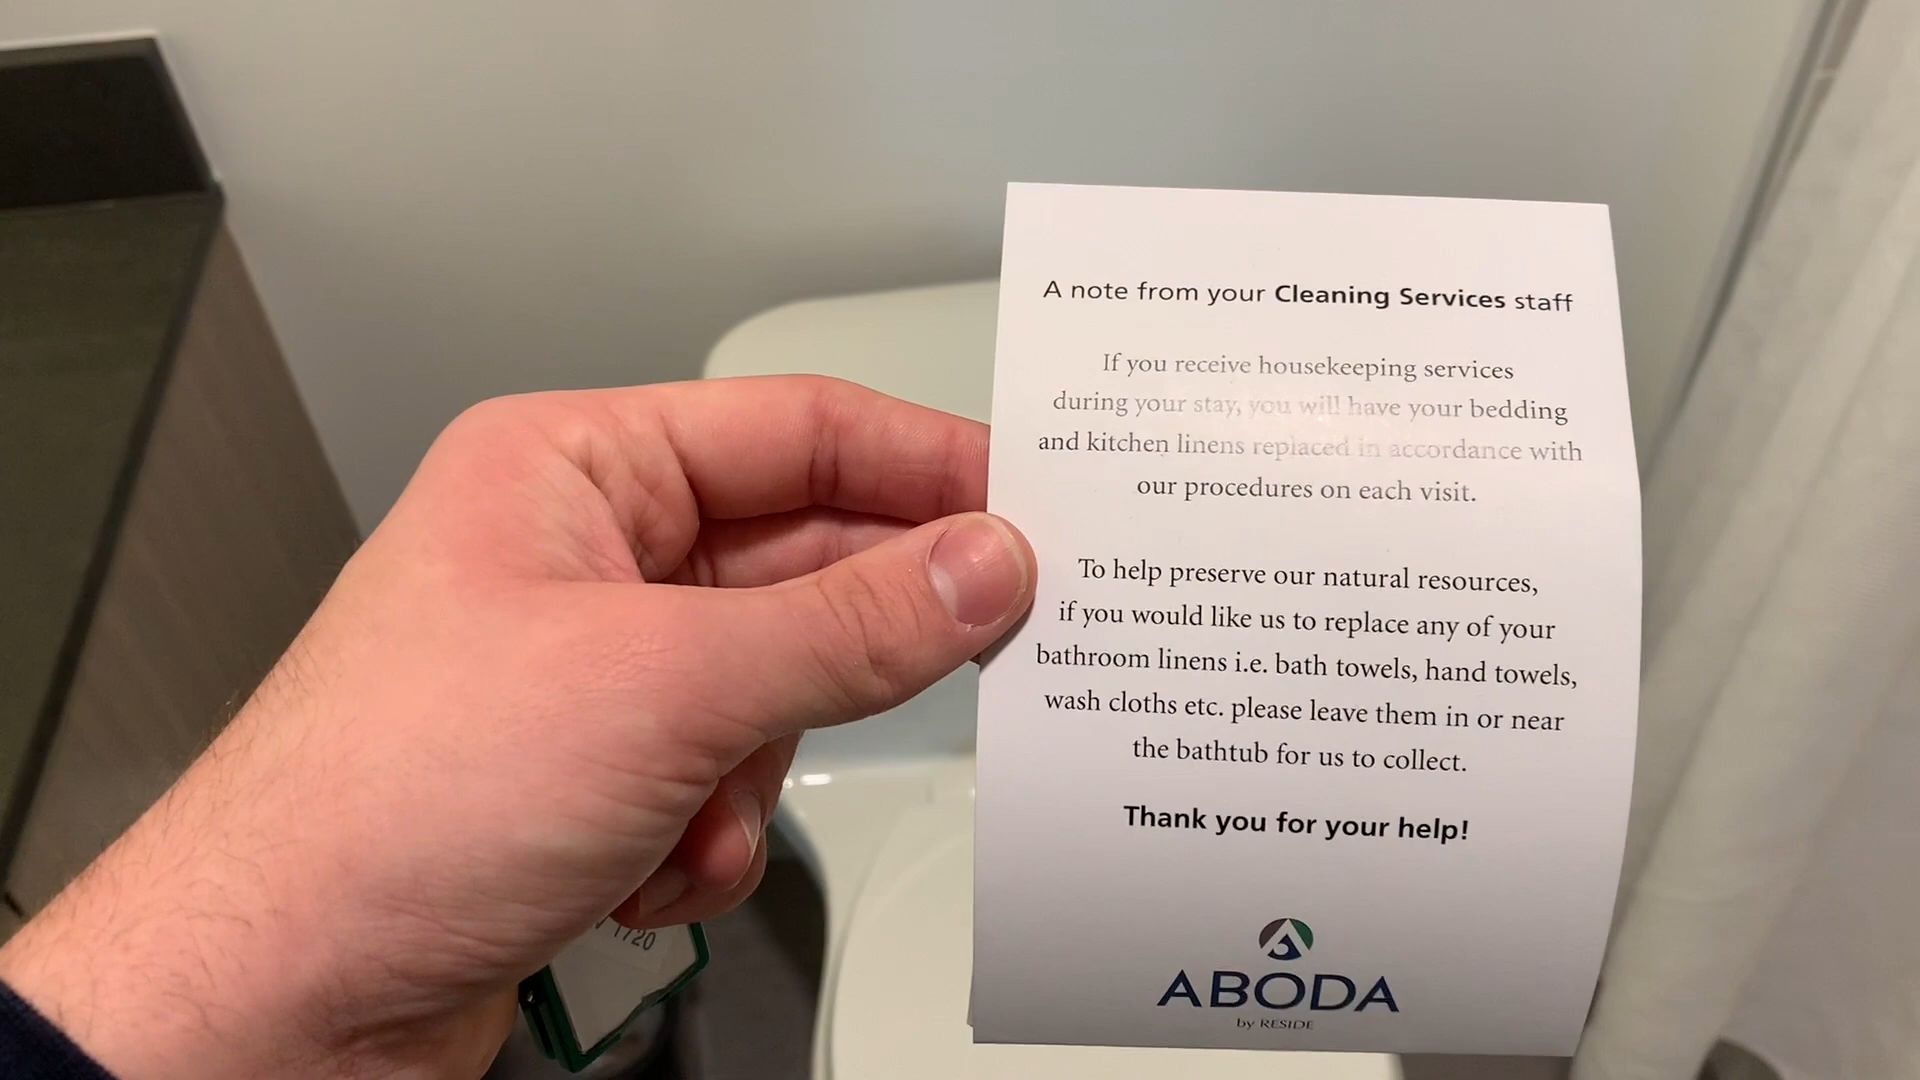 A note from your Cleaning Services staff
If you receive housekeeping services
during your stay, you will have your bedding
and kitchen linens replaced in accordance with
our procedures on each visit.
To help preserve our natural resources,
if you would like us to replace any of your
bathroom linens i.e. bath towels, hand towels,
wash cloths etc. please leave them in or near
the bathtub for us to collect.
Thank you for your help!
ABODA
by RESIDE
1720